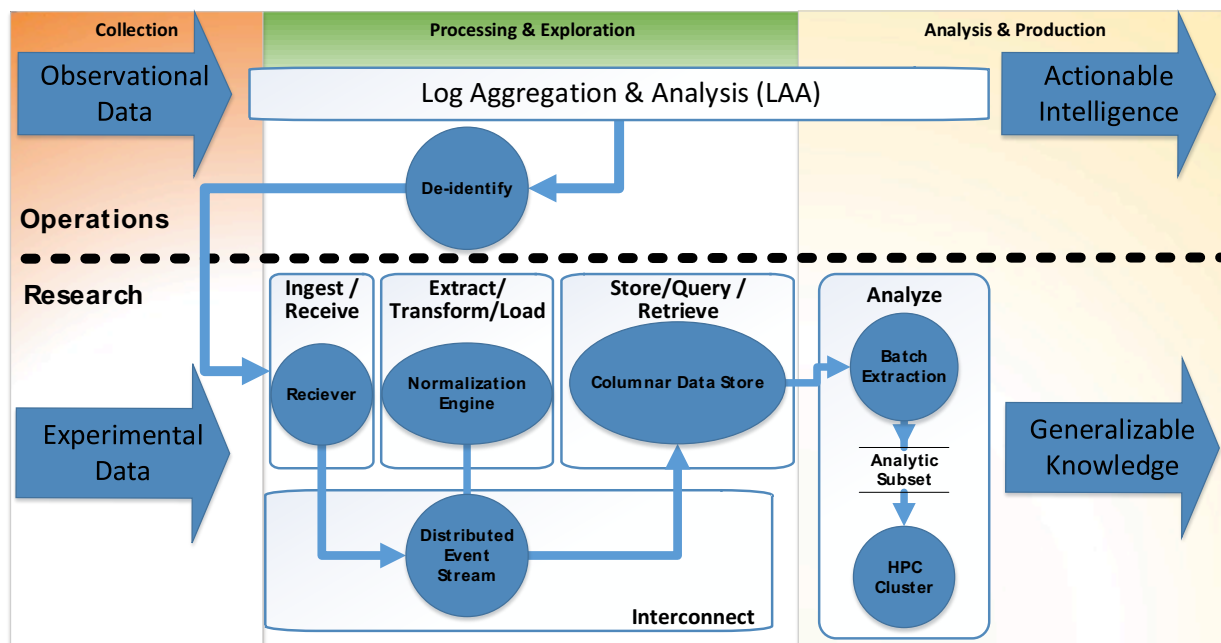 Collection
Processing & Exploration
Analysis & Production
Observational
Data
Log Aggregation & Analysis (LAA)
Actionable
Intelligence
De-identify
Operations
Research
Ingest /
Receive
Extract/
Transform/Load
Store/Query /
Retrieve
Analyze
Reciever
Normalization
Engine
Columnar Data Store
Batch
Extraction
Experimental
Data
Generalizable
Knowledge
Analytic
Subset
Distributed
Event
Stream
HPC
Cluster
Interconnect